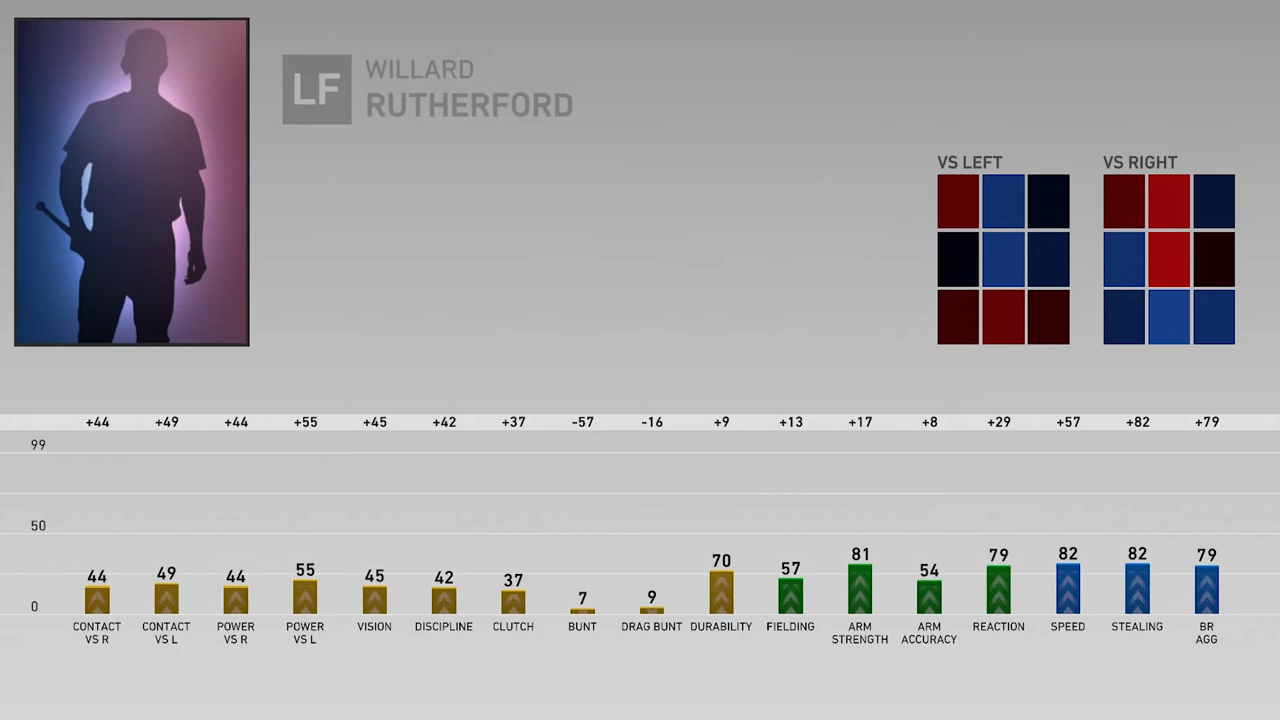 LF
WILLARD
RUTHERFORD
VS LEFT VS RIGHT
+44 +49 +44 +55 +45 +42 +37 -57 -16 +9 +13 +17 +8 +29 +57 +82 +79
99
50
0
44 49 44 55 45 42 37 7 9 70 57 81 54 79 82 82 79
CONTACT CONTACT POWER POWER VISION DISCIPLINE CLUTCH BUNT DRAG BUNT DURABILITY FIELDING ARM ARM REACTION SPEED STEALING BR
VS R VS L VS R VS L STRENGTH ACCURACY AGG